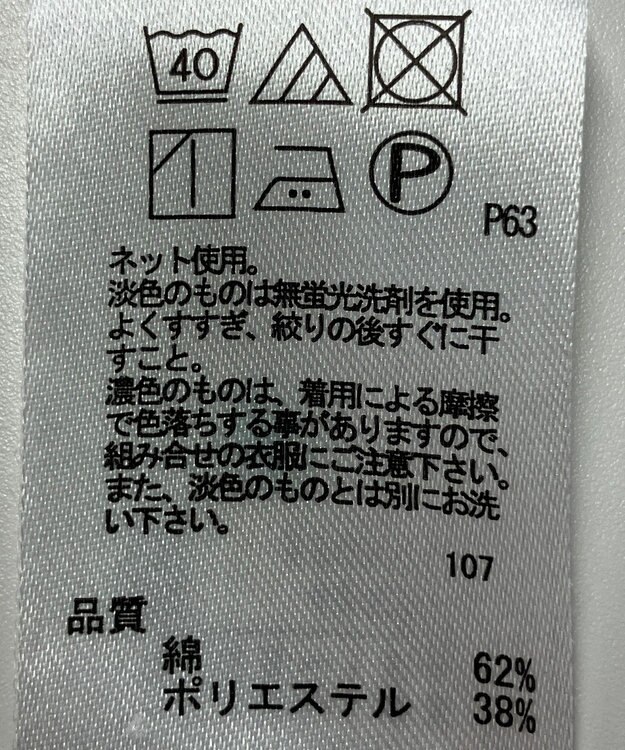 40
P
P63
ネット使用。
淡色のものは無蛍光洗剤を使用。
よくすすぎ、絞りの後すぐに干
すこと。
濃色のものは、着用による摩擦
で色落ちする事がありますので、
組み合せの衣服にご注意下さい。
また、淡色のものとは別にお洗
い下さい。
107
品質
綿 62%
ポリエステル 38%